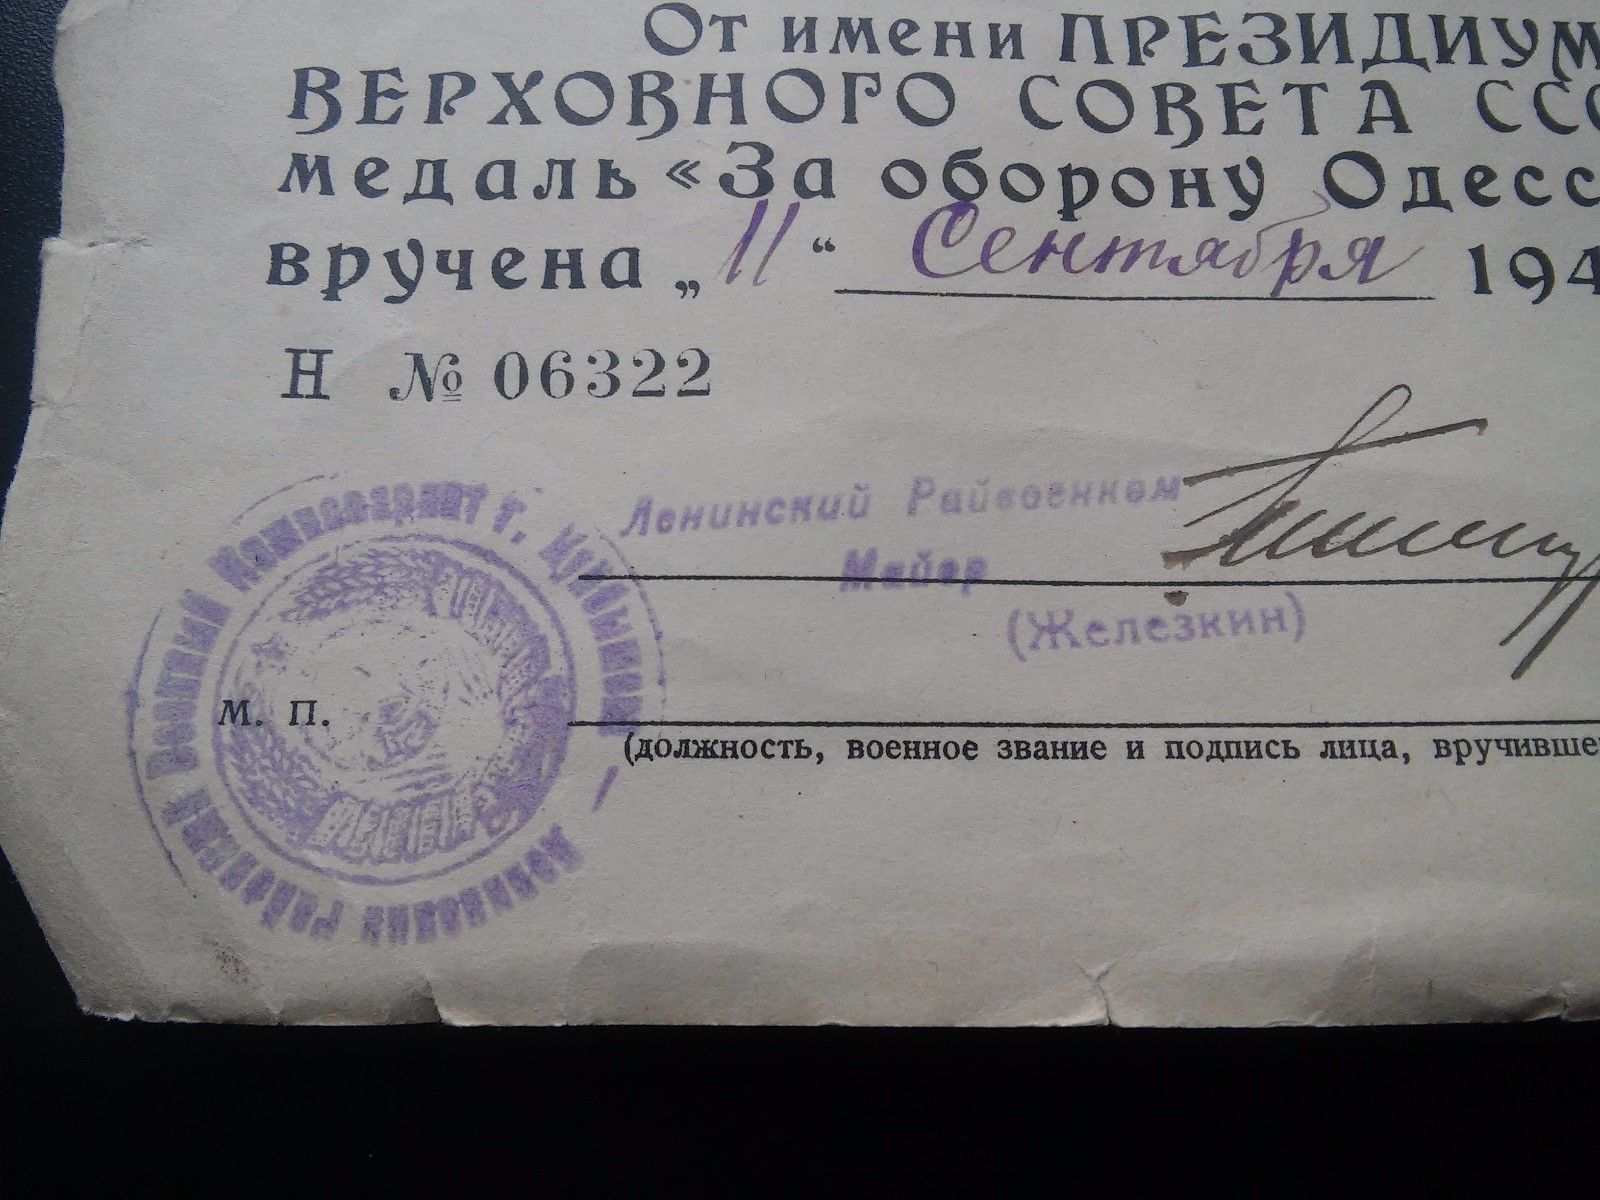 От имени ПРЕЗИДИУМ
ВЕРХОВНОГО СОВЕТА ССС
медаль «За оборону Одесс
вручена „11“ Сентября 194
Н № 06322
Ленинский Райвоенком
Майор
(Железкин)
М. П.
(должность, военное звание и подпись лица, вручивше